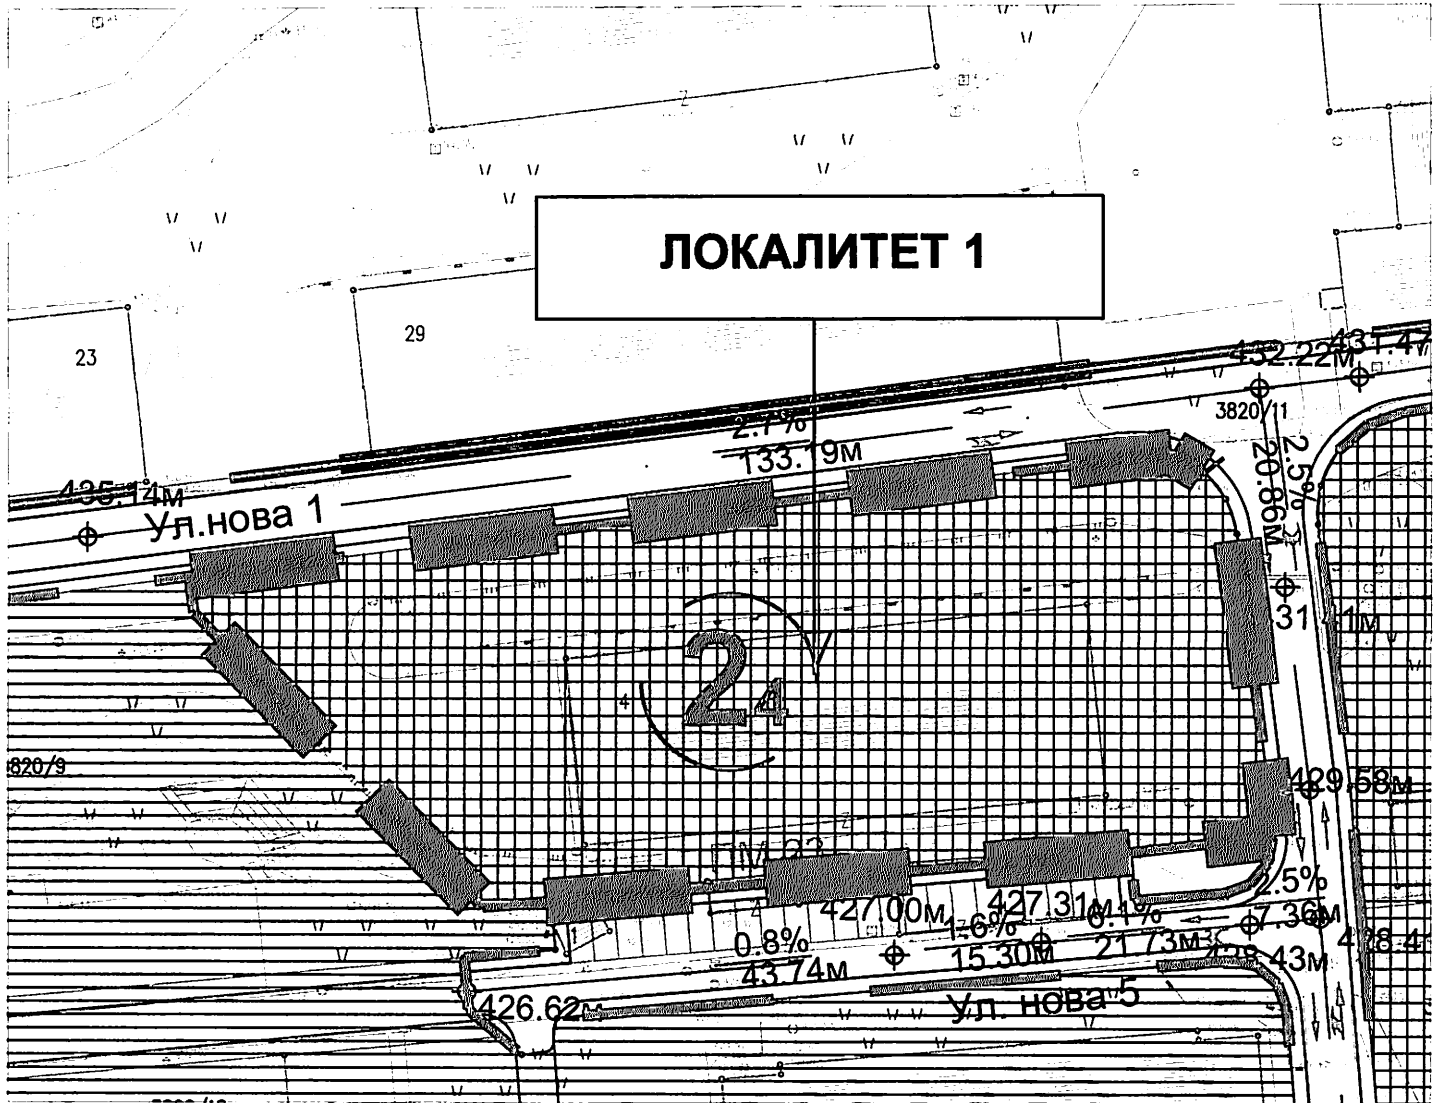 ЛОКАЛИТЕТ 1
29
23
432.22м
431.47
3820/11
2.7%
133.19м
2.5%
20.86м
435.14м
Ул.нова 1
2
4
820/9
429.58м
427.00м
427.31м
2.5%
7.36м
0.8%
1.6%
0.1%
43.74м
15.30м
21.73м
426.62м
Ул. нова 5